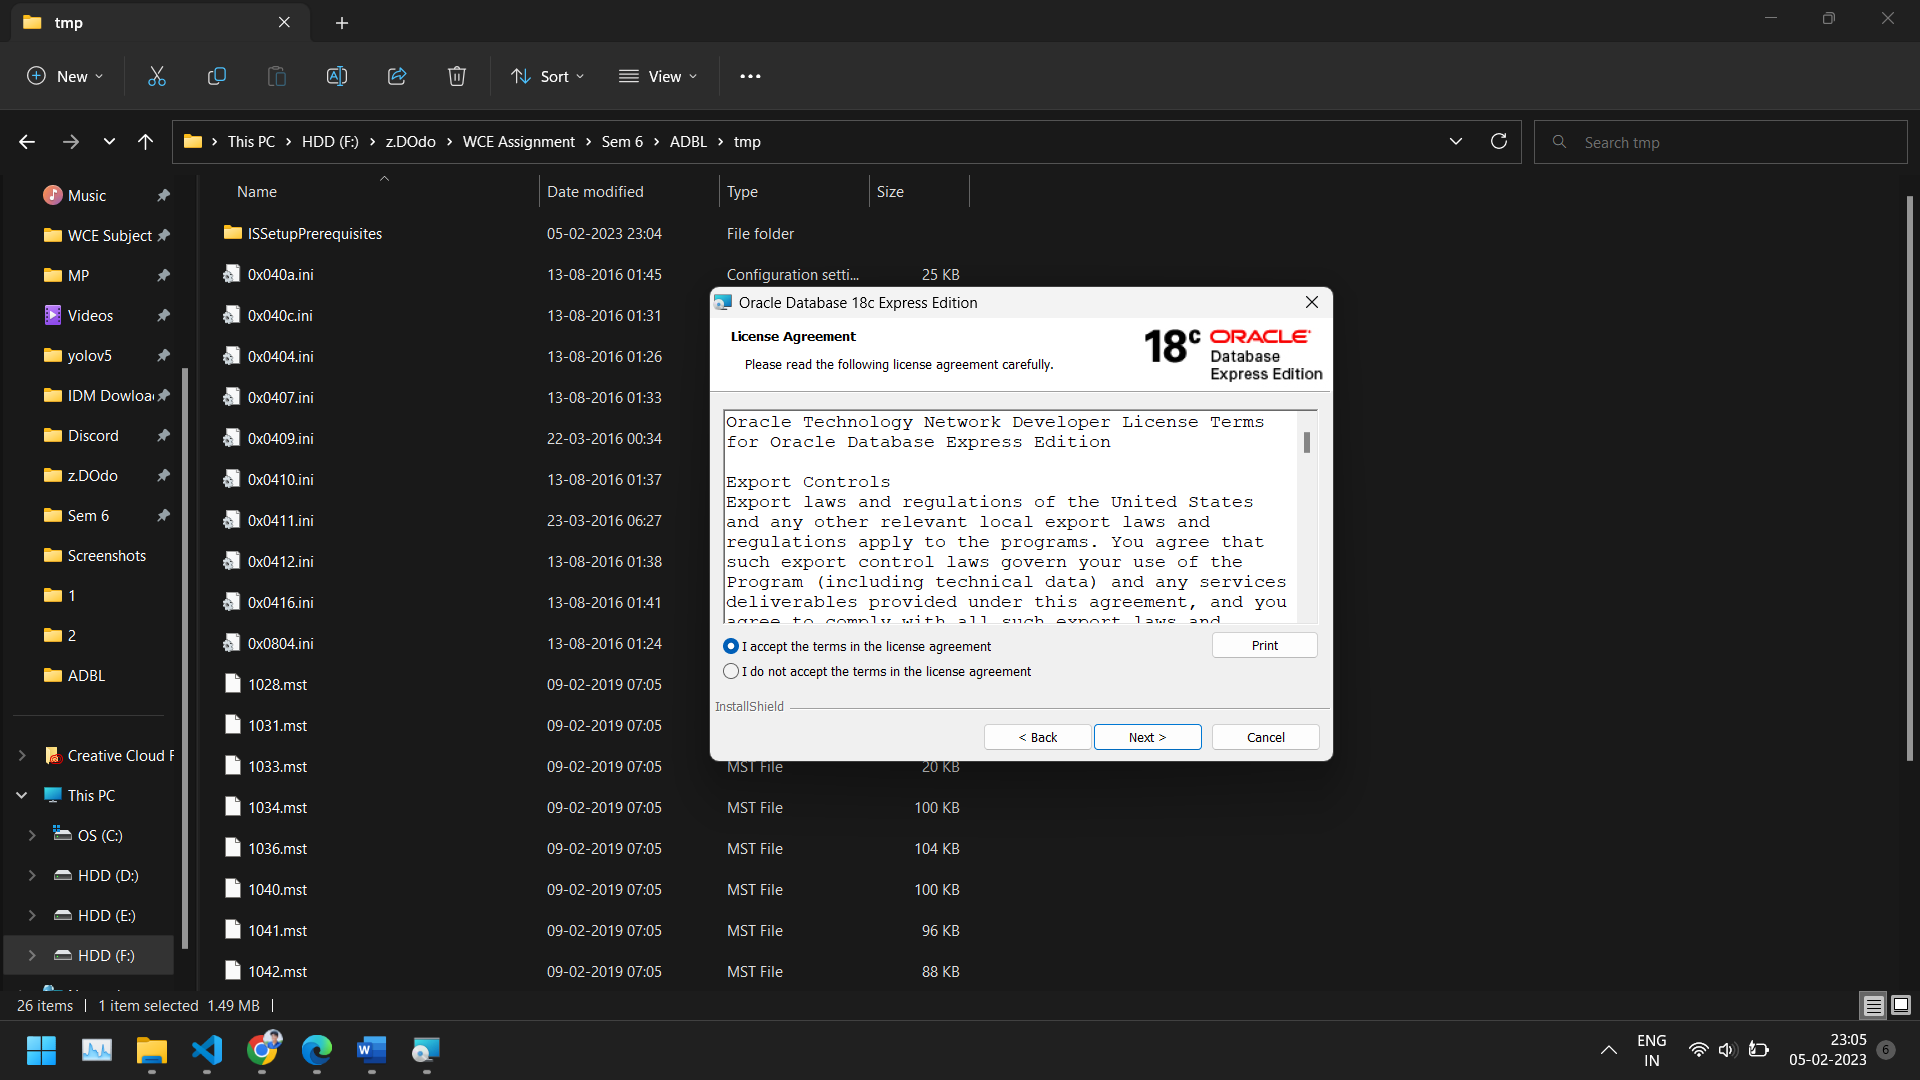 tmp
New
Sort
View
This PC
HDD (F:)
z.DOdo
WCE Assignment
Sem 6
ADBL
tmp
Search tmp
Music
WCE Subject
MP
Videos
yolov5
IDM Dowloa
Discord
z.DOdo
Sem 6
Screenshots
1
2
ADBL
Creative Cloud F
This PC
OS (C:)
HDD (D:)
HDD (E:)
HDD (F:)
Name Date modified Type Size
ISSetupPrerequisites 05-02-2023 23:04 File folder
0x040a.ini 13-08-2016 01:45 Configuration setti... 25 KB
0x040c.ini 13-08-2016 01:31
0x0404.ini 13-08-2016 01:26
0x0407.ini 13-08-2016 01:33
0x0409.ini 22-03-2016 00:34
0x0410.ini 13-08-2016 01:37
0x0411.ini 23-03-2016 06:27
0x0412.ini 13-08-2016 01:38
0x0416.ini 13-08-2016 01:41
0x0804.ini 13-08-2016 01:24
1028.mst 09-02-2019 07:05
1031.mst 09-02-2019 07:05
1033.mst 09-02-2019 07:05 MST File 20 KB
1034.mst 09-02-2019 07:05 MST File 100 KB
1036.mst 09-02-2019 07:05 MST File 104 KB
1040.mst 09-02-2019 07:05 MST File 100 KB
1041.mst 09-02-2019 07:05 MST File 96 KB
1042.mst 09-02-2019 07:05 MST File 88 KB
Oracle Database 18c Express Edition
License Agreement
Please read the following license agreement carefully.
18c ORACLE
Database
Express Edition
Oracle Technology Network Developer License Terms
for Oracle Database Express Edition
Export Controls
Export laws and regulations of the United States
and any other relevant local export laws and
regulations apply to the programs. You agree that
such export control laws govern your use of the
Program (including technical data) and any services
deliverables provided under this agreement, and you
agree to comply with all such export laws and
I accept the terms in the license agreement
Print
I do not accept the terms in the license agreement
InstallShield
< Back
Next >
Cancel
26 items
1 item selected 1.49 MB
ENG
IN
23:05
05-02-2023
6